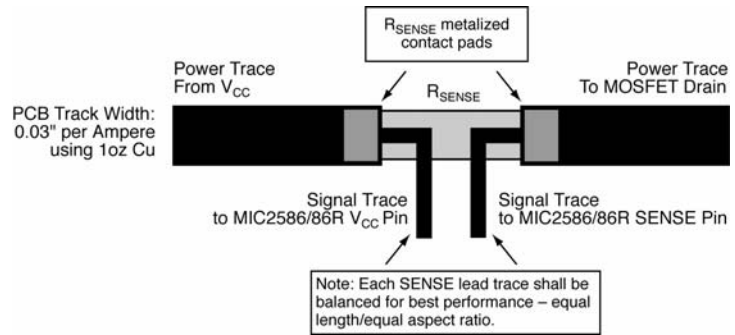 R_SENSE metalized
contact pads
Power Trace
From V_CC
Power Trace
To MOSFET Drain
R_SENSE
PCB Track Width:
0.03" per Ampere
using 1oz Cu
Signal Trace
to MIC2586/86R V_CC Pin
Signal Trace
to MIC2586/86R SENSE Pin
Note: Each SENSE lead trace shall be
balanced for best performance – equal
length/equal aspect ratio.